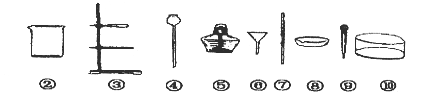 ② ③ ④ ⑤ ⑥ ⑦ ⑧ ⑨ ⑩